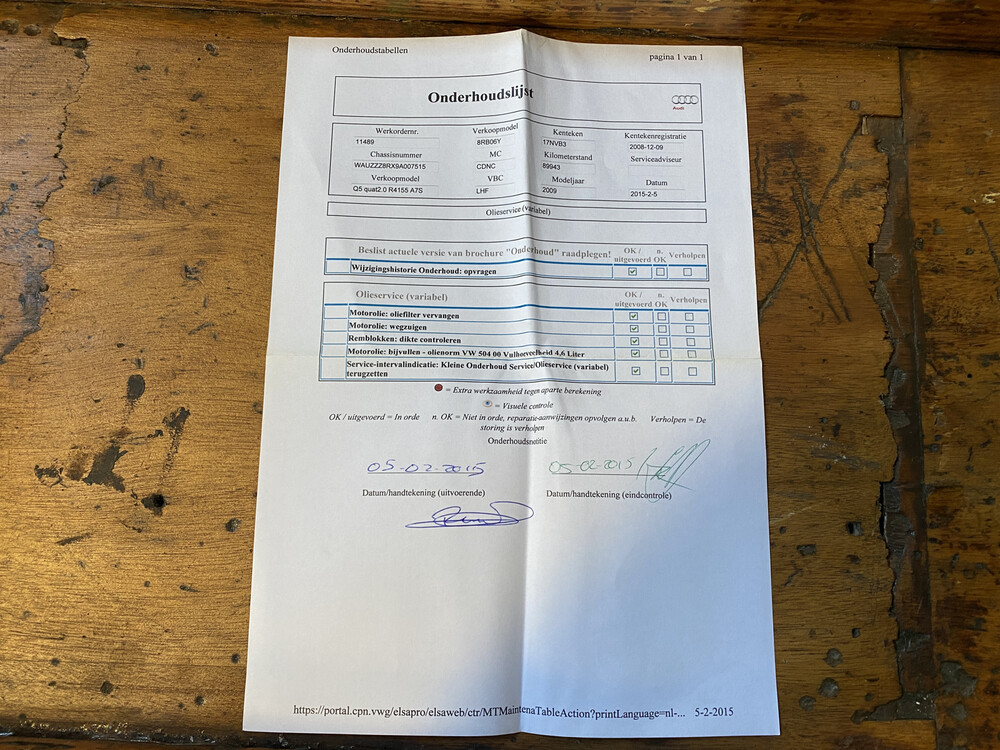 Onderhoudstabellen pagina 1 van 1
Onderhoudslijst
Audi
Werkordernr. Verkoopmodel Kenteken Kentekenregistratie
11489 8RB06Y 17NVB3 2008-12-09
Chassisnummer MC Kilometerstand Serviceadviseur
WAUZZZ8RX9A007515 CDNC 89943
Verkoopmodel VBC Modeljaar Datum
Q5 quat2.0 R4155 A7S LHF 2009 2015-2-5
Olieservice (variabel)
Beslist actuele versie van brochure "Onderhoud" raadplegen! OK / uitgevoerd n. OK Verholpen
Wijzigingshistorie Onderhoud: opvragen
Olieservice (variabel) OK / uitgevoerd n. OK Verholpen
Motorolie: oliefilter vervangen
Motorolie: wegzuigen
Remblokken: dikte controleren
Motorolie: bijvullen - olienorm VW 504 00 Vulhoeveelheid 4,6 Liter
Service-intervalindicatie: Kleine Onderhoud Service/Olieservice (variabel)
terugzetten
= Extra werkzaamheid tegen aparte berekening
= Visuele controle
OK / uitgevoerd = In orde n. OK = Niet in orde, reparatie-aanwijzingen opvolgen a.u.b. Verholpen = De
storing is verholpen
Onderhoudsnotitie
05-02-2015 05-02-2015
Datum/handtekening (uitvoerende) Datum/handtekening (eindcontrole)
https://portal.cpn.vwg/elsapro/elsaweb/ctr/MTMaintenaTableAction?printLanguage=nl-... 5-2-2015